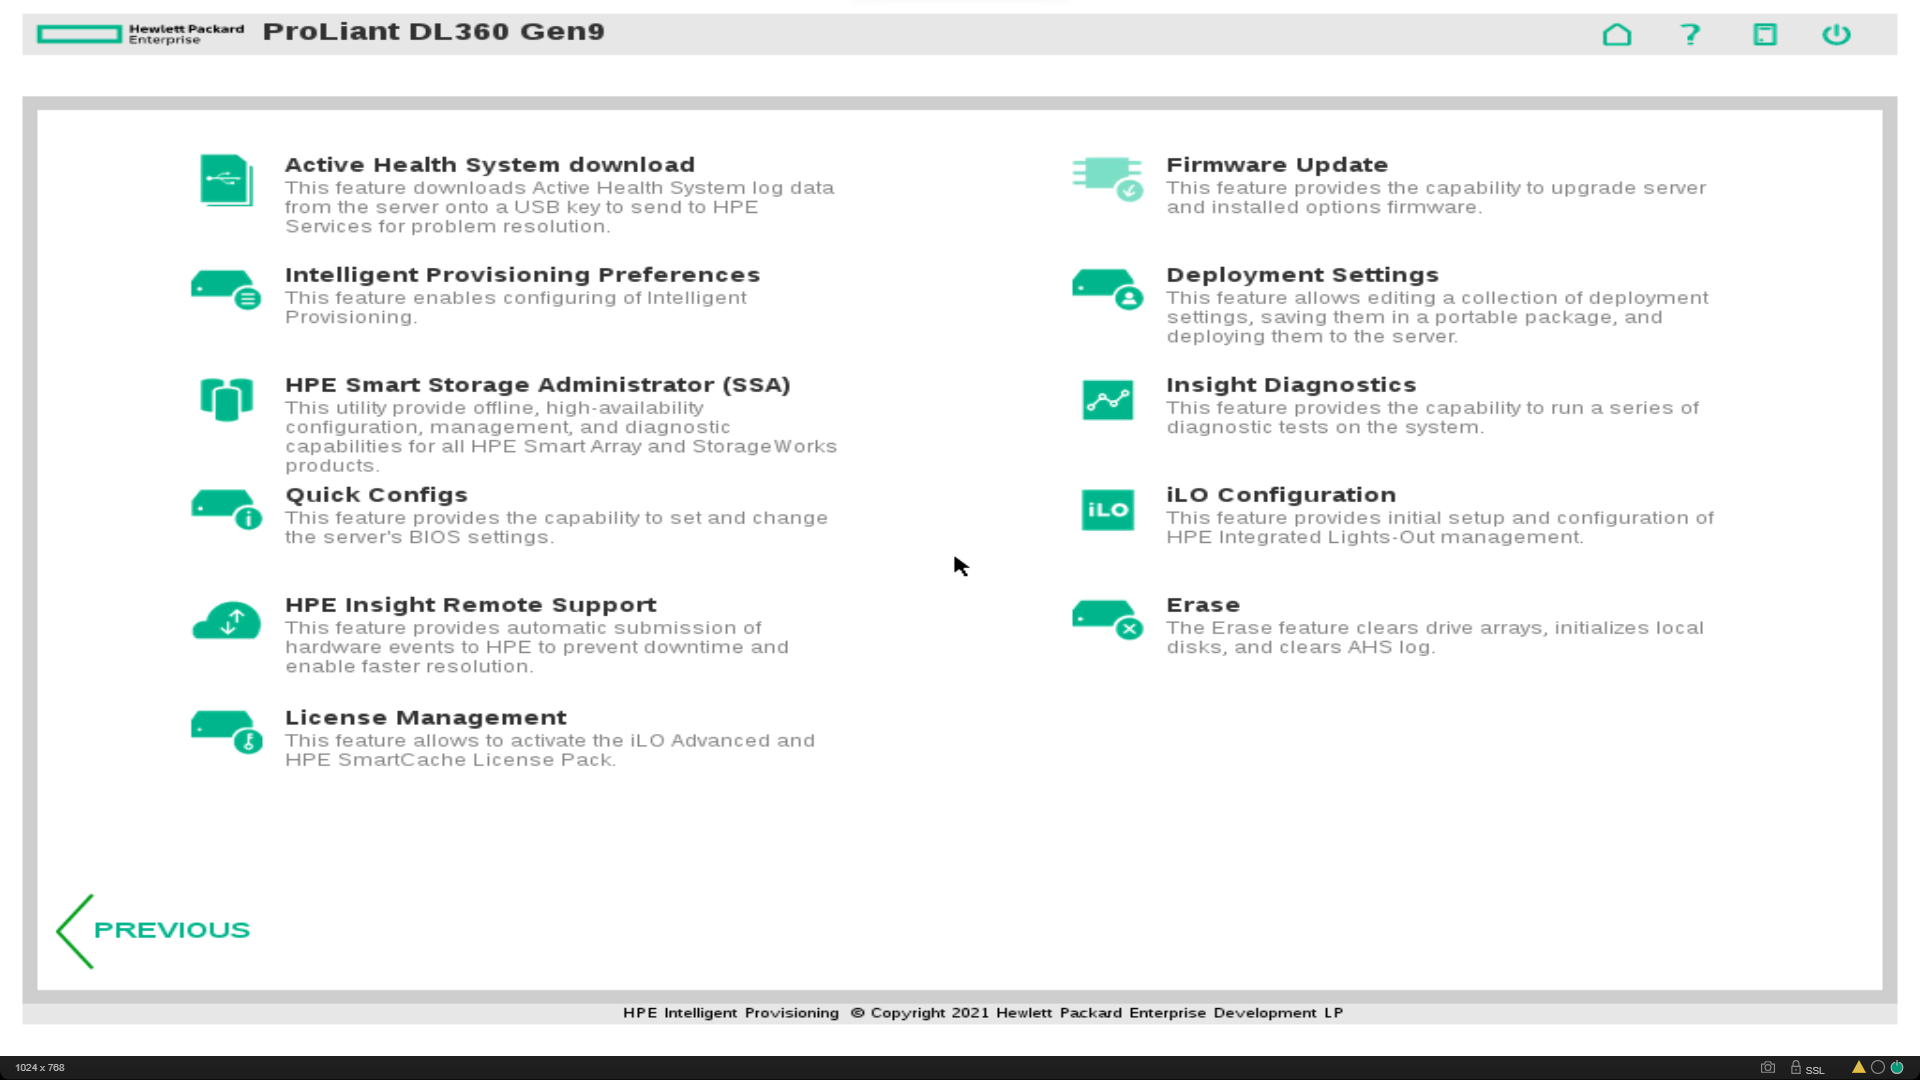 Hewlett Packard
Enterprise
ProLiant DL360 Gen9
?
Active Health System download
This feature downloads Active Health System log data
from the server onto a USB key to send to HPE
Services for problem resolution.
Firmware Update
This feature provides the capability to upgrade server
and installed options firmware.
Intelligent Provisioning Preferences
This feature enables configuring of Intelligent
Provisioning.
Deployment Settings
This feature allows editing a collection of deployment
settings, saving them in a portable package, and
deploying them to the server.
HPE Smart Storage Administrator (SSA)
This utility provide offline, high-availability
configuration, management, and diagnostic
capabilities for all HPE Smart Array and StorageWorks
products.
Insight Diagnostics
This feature provides the capability to run a series of
diagnostic tests on the system.
Quick Configs
This feature provides the capability to set and change
the server's BIOS settings.
iLO
iLO Configuration
This feature provides initial setup and configuration of
HPE Integrated Lights-Out management.
HPE Insight Remote Support
This feature provides automatic submission of
hardware events to HPE to prevent downtime and
enable faster resolution.
Erase
The Erase feature clears drive arrays, initializes local
disks, and clears AHS log.
License Management
This feature allows to activate the iLO Advanced and
HPE SmartCache License Pack.
PREVIOUS
HPE Intelligent Provisioning © Copyright 2021 Hewlett Packard Enterprise Development LP
1024 x 768
SSL